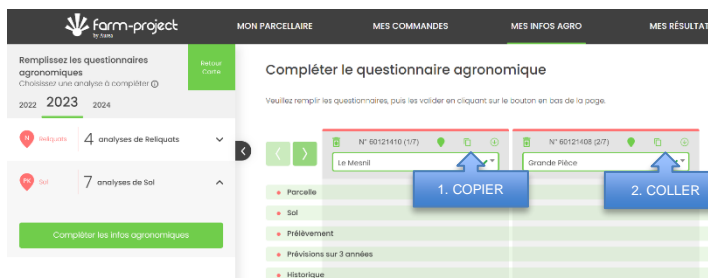 farm-project
by Auréa
MON PARCELLAIRE
MES COMMANDES
MES INFOS AGRO
MES RÉSULTAT
Remplissez les questionnaires agronomiques
Choisissez une analyse à compléter
Retour Carte
2022 2023 2024
N Reliquats 4 analyses de Reliquats
PK Sol 7 analyses de Sol
Compléter les infos agronomiques
Compléter le questionnaire agronomique
Veuillez remplir les questionnaires, puis les valider en cliquant sur le bouton en bas de la page.
N° 60121410 (1/7)
Le Mesnil
N° 60121408 (2/7)
Grande Pièce
1. COPIER
2. COLLER
Parcelle
Sol
Prélèvement
Prévisions sur 3 années
Historique